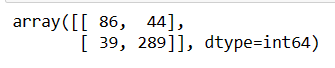 array([[ 86,  44],
       [ 39, 289]], dtype=int64)